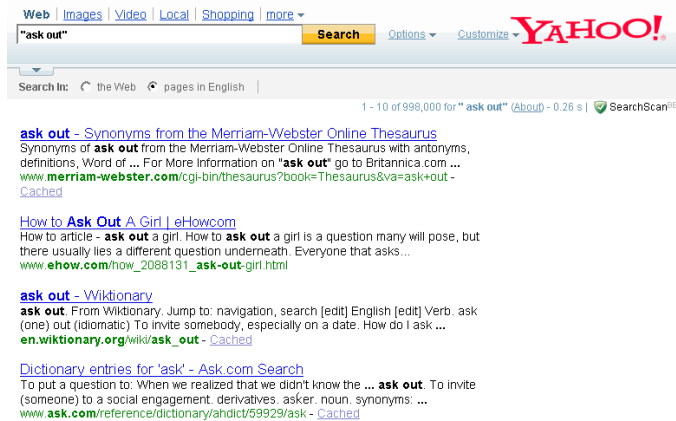 Web | Images | Video | Local | Shopping | more
"ask out" Search Options Customize YAHOO!
Search In: the Web pages in English
1 - 10 of 998,000 for " ask out" (About) - 0.26 s | SearchScan
ask out - Synonyms from the Merriam-Webster Online Thesaurus
Synonyms of ask out from the Merriam-Webster Online Thesaurus with antonyms,
definitions, Word of ... For More Information on "ask out" go to Britannica.com ...
www.merriam-webster.com/cgi-bin/thesaurus?book=Thesaurus&va=ask+out -
Cached
How to Ask Out A Girl | eHowcom
How to article - ask out a girl. How to ask out a girl is a question many will pose, but
there usually lies a different question underneath. Everyone that asks...
www.ehow.com/how_2088131_ask-out-girl.html
ask out - Wiktionary
ask out. From Wiktionary. Jump to: navigation, search [edit] English [edit] Verb. ask
(one) out (idiomatic) To invite somebody, especially on a date. How do I ask ...
en.wiktionary.org/wiki/ask_out - Cached
Dictionary entries for 'ask' - Ask.com Search
To put a question to: When we realized that we didn't know the ... ask out. To invite
(someone) to a social engagement. derivatives. asker. noun. synonyms: ...
www.ask.com/reference/dictionary/ahdict/59929/ask - Cached